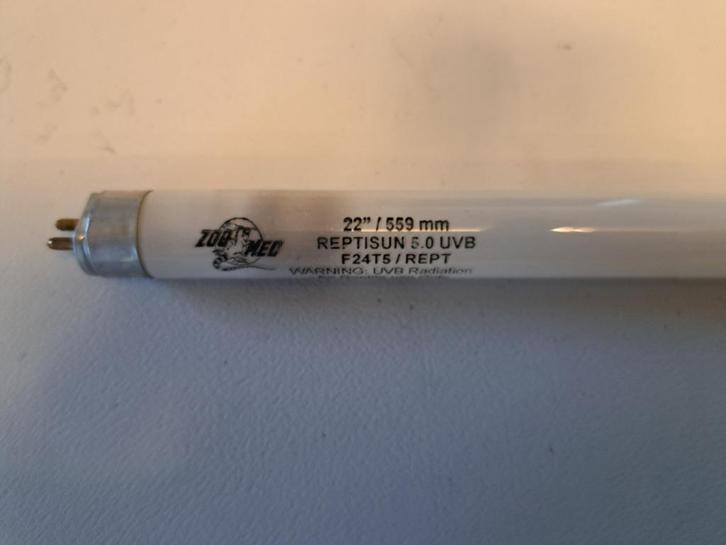 ZOO MED
22" / 559 mm
REPTISUN 5.0 UVB
F24T5 / REPT
WARNING: UVB Radiation